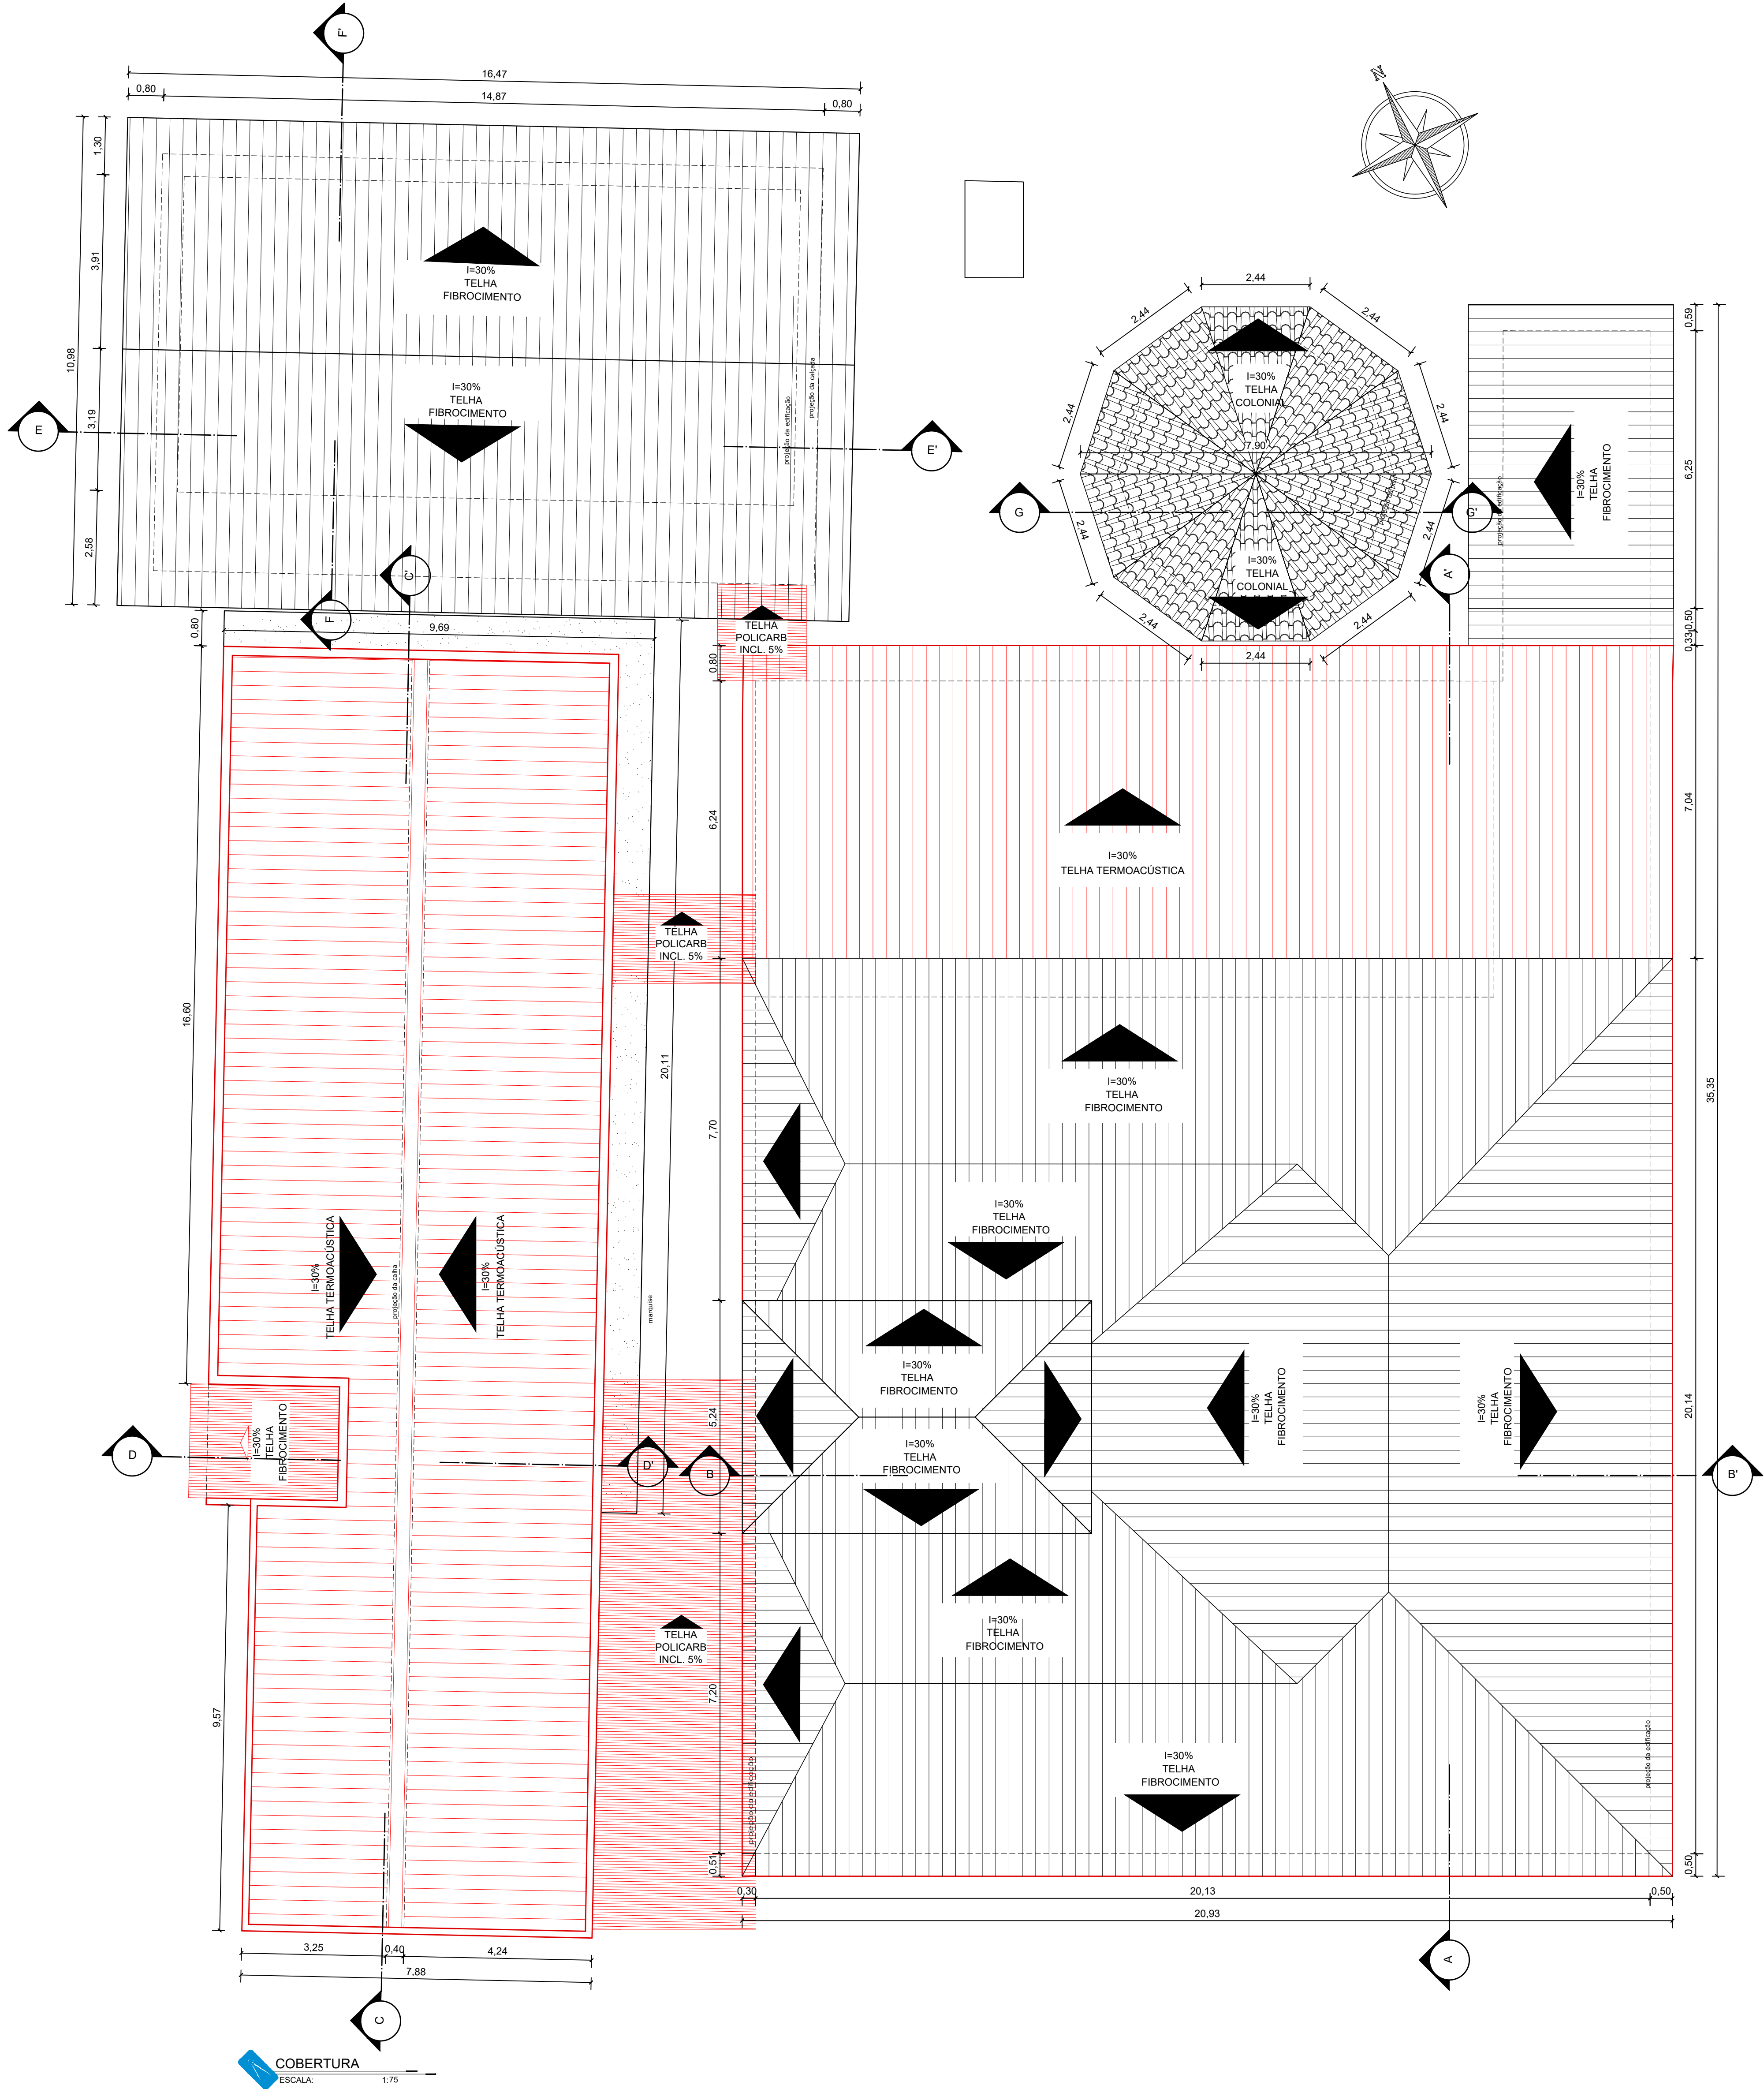 F'
16,47
0,80
14,87
0,80
N
10,98
1,30
3,91
3,19
2,58
I=30%
TELHA
FIBROCIMENTO
I=30%
TELHA
FIBROCIMENTO
projeção da edificação
projeção da calçada
E
E'
F
C'
2,44
2,44
2,44
2,44
2,44
2,44
2,44
2,44
2,44
2,44
I=30%
TELHA
COLONIAL
7,90
I=30%
TELHA
COLONIAL
G
G'
A'
I=30%
TELHA
FIBROCIMENTO
projeção da edificação
0,59
6,25
0,50
0,33
7,04
35,35
20,14
0,50
0,80
9,69
TELHA
POLICARB
INCL. 5%
0,80
6,24
I=30%
TELHA TERMOACÚSTICA
TELHA
POLICARB
INCL. 5%
16,60
20,11
7,70
I=30%
TELHA
FIBROCIMENTO
I=30%
TELHA
FIBROCIMENTO
I=30%
TELHA TERMOACÚSTICA
projeção da calha
I=30%
TELHA TERMOACÚSTICA
marquise
I=30%
TELHA
FIBROCIMENTO
I=30%
TELHA
FIBROCIMENTO
I=30%
TELHA
FIBROCIMENTO
I=30%
TELHA
FIBROCIMENTO
5,24
I=30%
TELHA
FIBROCIMENTO
D
D'
B
B'
I=30%
TELHA
FIBROCIMENTO
TELHA
POLICARB
INCL. 5%
7,20
9,57
I=30%
TELHA
FIBROCIMENTO
projeção da edificação
projeção da edificação
0,51
0,30
20,13
0,50
20,93
3,25
0,40
4,24
7,88
A
C
COBERTURA
ESCALA: 1:75